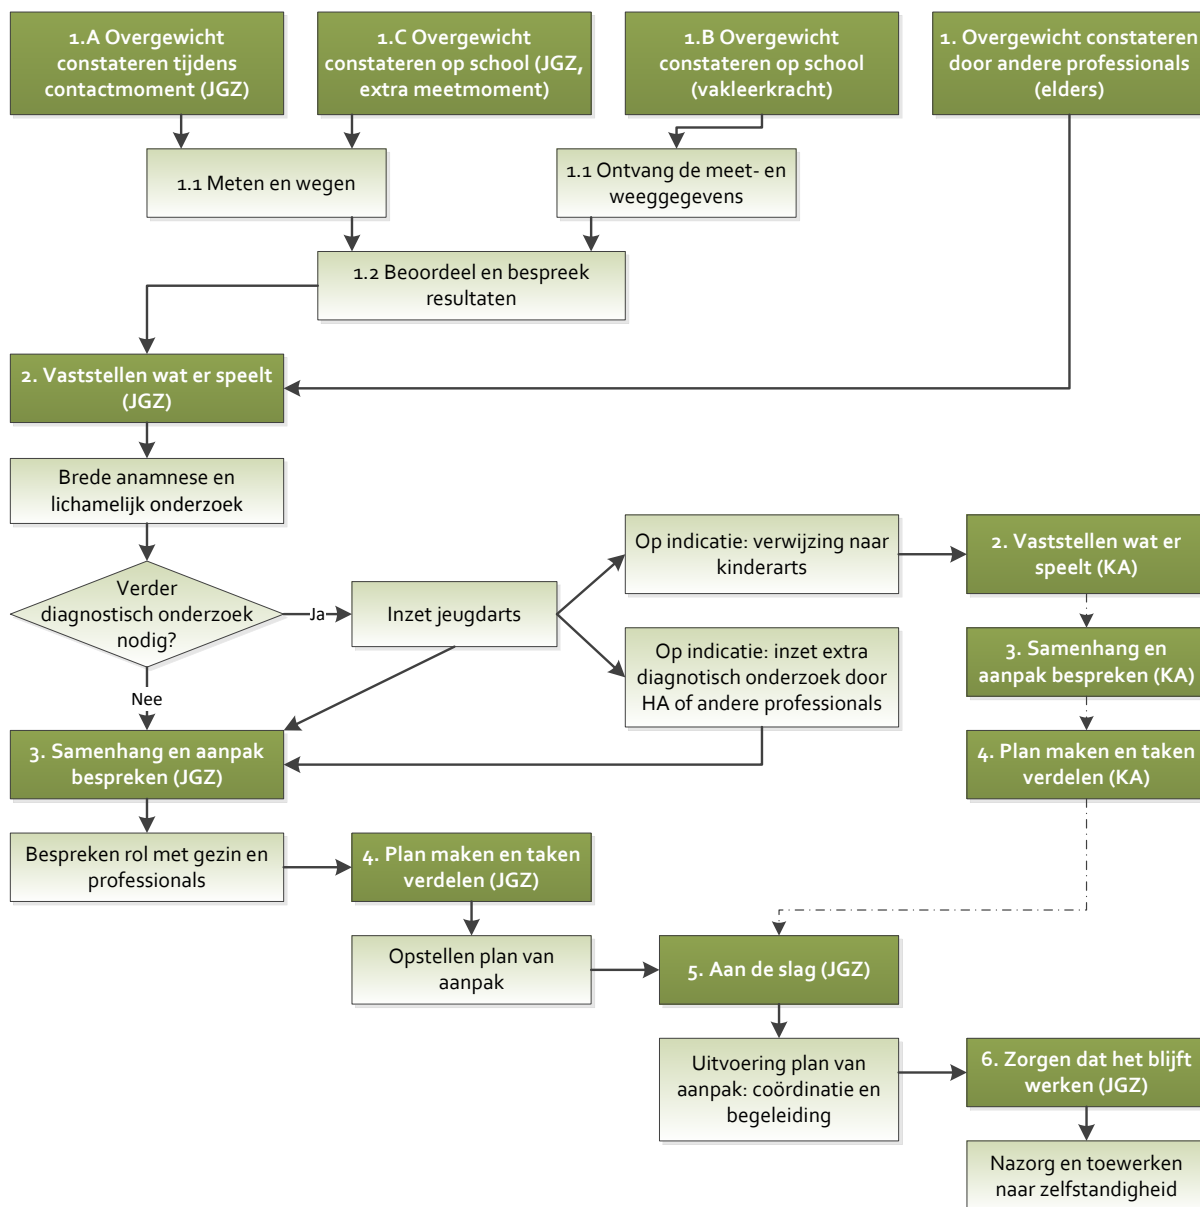 1.A Overgewicht
constateren tijdens
contactmoment (JGZ)
1.C Overgewicht
constateren op school (JGZ,
extra meetmoment)
1.B Overgewicht
constateren op school
(vakleerkracht)
1. Overgewicht constateren
door andere professionals
(elders)
1.1 Meten en wegen
1.1 Ontvang de meet- en
weeggegevens
1.2 Beoordeel en bespreek
resultaten
2. Vaststellen wat er speelt
(JGZ)
Brede anamnese en
lichamelijk onderzoek
Verder
diagnostisch onderzoek
nodig?
Ja
Nee
Inzet jeugdarts
Op indicatie: verwijzing naar
kinderarts
Op indicatie: inzet extra
diagnotisch onderzoek door
HA of andere professionals
2. Vaststellen wat er
speelt (KA)
3. Samenhang en
aanpak bespreken (KA)
4. Plan maken en taken
verdelen (KA)
3. Samenhang en aanpak
bespreken (JGZ)
Bespreken rol met gezin en
professionals
4. Plan maken en taken
verdelen (JGZ)
Opstellen plan van
aanpak
5. Aan de slag (JGZ)
Uitvoering plan van
aanpak: coördinatie en
begeleiding
6. Zorgen dat het blijft
werken (JGZ)
Nazorg en toewerken
naar zelfstandigheid